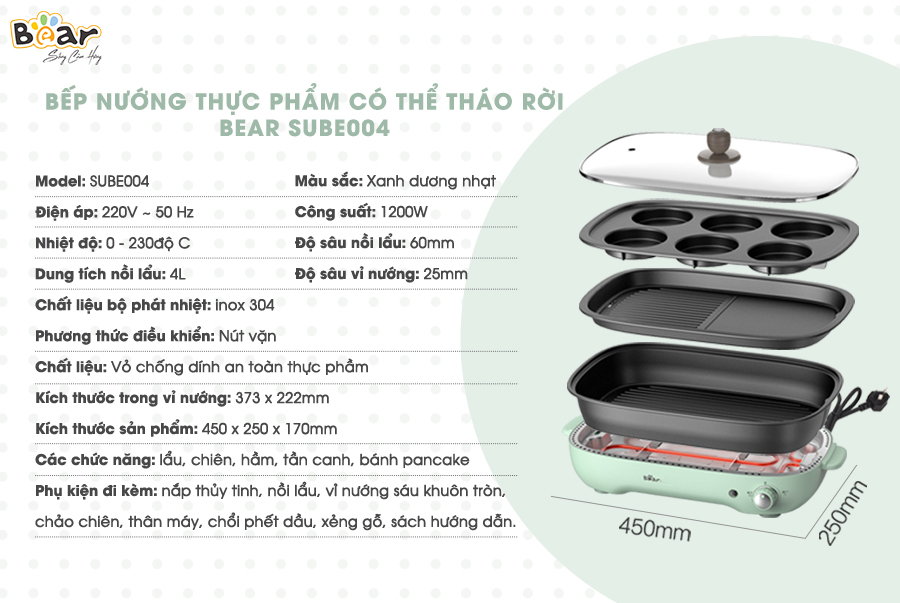 Bear
Sống Cảm Hứng
BẾP NƯỚNG THỰC PHẨM CÓ THỂ THÁO RỜI
BEAR SUBE004
Model: SUBE004
Màu sắc: Xanh dương nhạt
Điện áp: 220V ~ 50 Hz
Công suất: 1200W
Nhiệt độ: 0 - 230độ C
Độ sâu nồi lẩu: 60mm
Dung tích nồi lẩu: 4L
Độ sâu vỉ nướng: 25mm
Chất liệu bộ phát nhiệt: inox 304
Phương thức điều khiển: Nút vặn
Chất liệu: Vỏ chống dính an toàn thực phầm
Kích thước trong vỉ nướng: 373 x 222mm
Kích thước sản phẩm: 450 x 250 x 170mm
Các chức năng: lẩu, chiên, hầm, tần canh, bánh pancake
Phụ kiện đi kèm: nắp thủy tinh, nồi lẩu, vỉ nướng sáu khuôn tròn,
chảo chiên, thân máy, chổi phết dầu, xẻng gỗ, sách hướng dẫn.
Bear
450mm
250mm